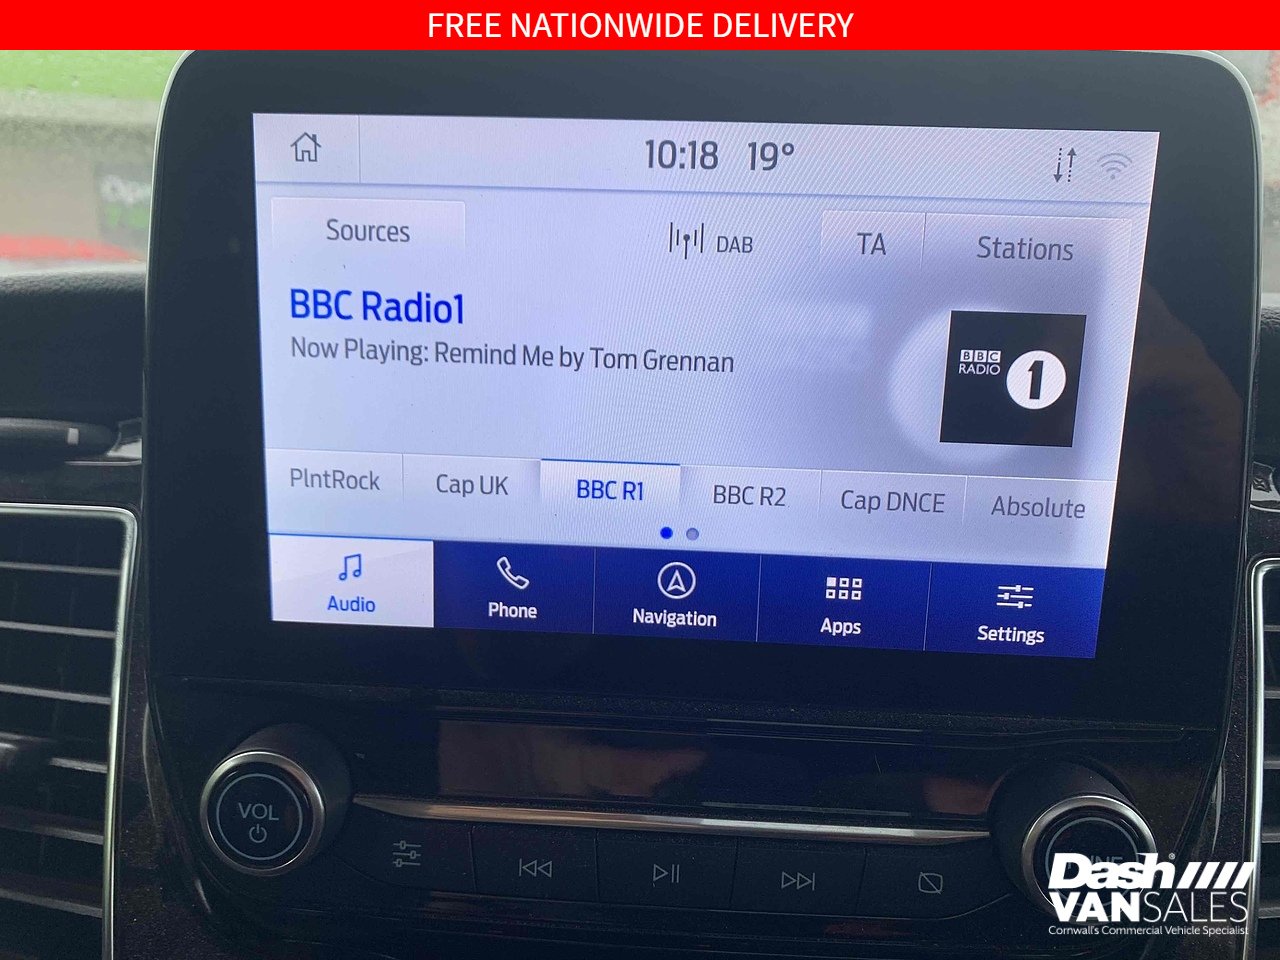 FREE NATIONWIDE DELIVERY
10:18 19°
Sources
DAB
TA
Stations
BBC Radio1
Now Playing: Remind Me by Tom Grennan
BBC
RADIO
1
PlntRock
Cap UK
BBC R1
BBC R2
Cap DNCE
Absolute
Audio
Phone
Navigation
Apps
Settings
VOL
Dash
VANSALES
Cornwall's Commercial Vehicle Specialist